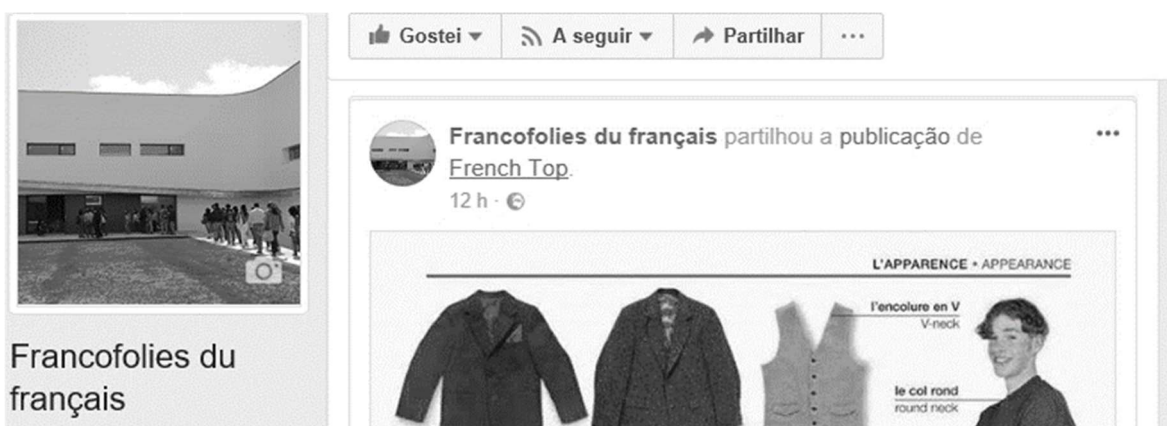 Gostei A seguir Partilhar ...
Francofolies du français partilhou a publicação de
French Top.
12 h ·
L'APPARENCE • APPEARANCE
l'encolure en V
V-neck
le col rond
round neck
Francofolies du
français